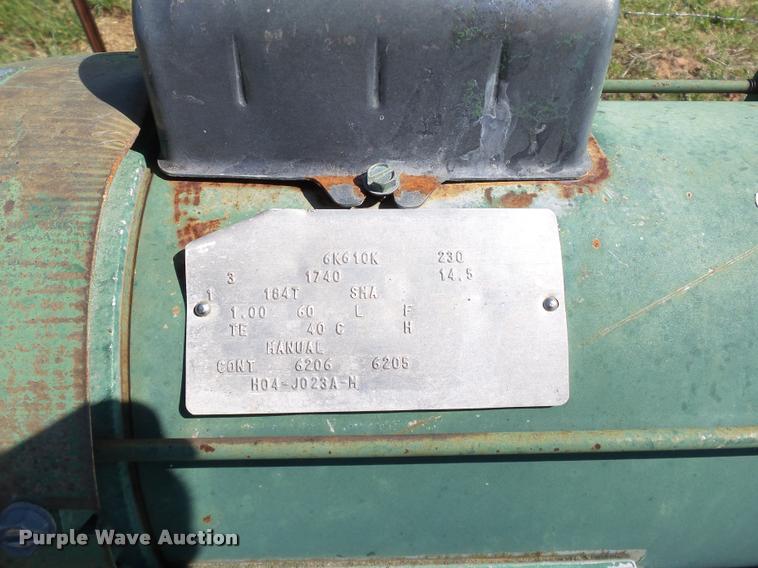 6K610K 230
3 1740 14.5
1 184T SHA
1.00 60 L F
TE 40 C H
MANUAL
CONT 6206 6205
H04-J023A-M
Purple Wave Auction